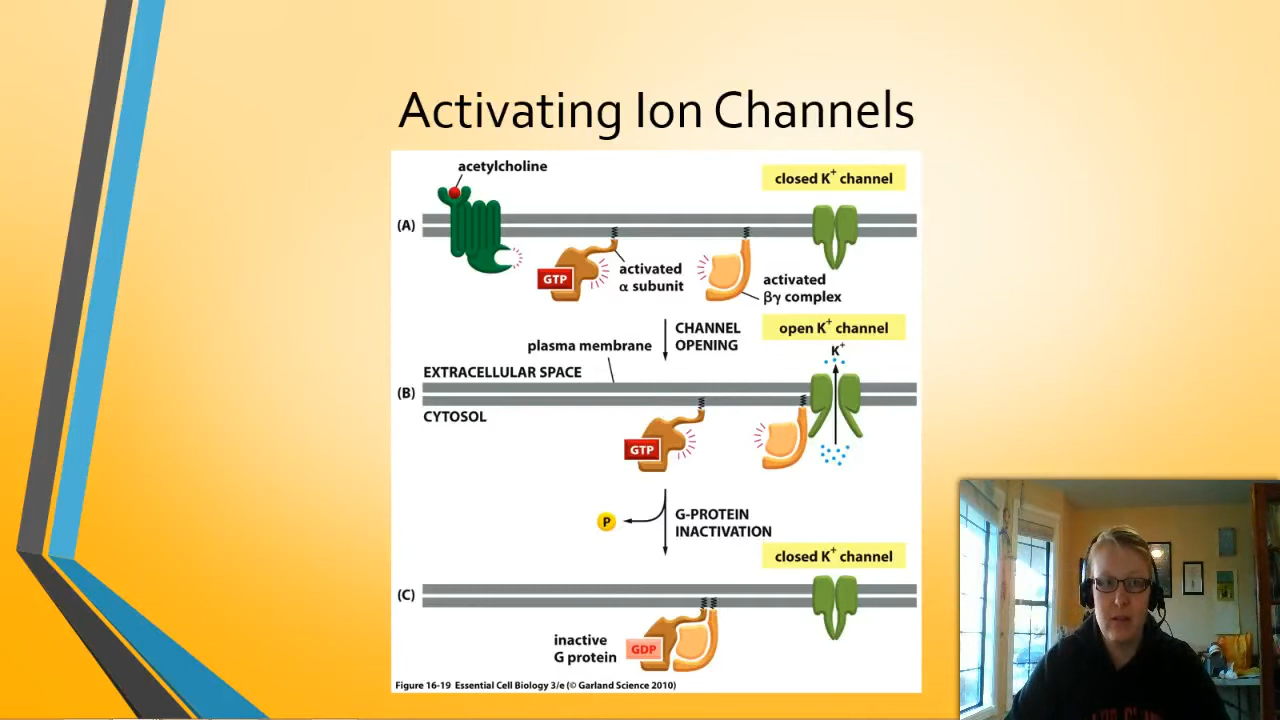 Activating Ion Channels
acetylcholine
closed K+ channel
(A)
GTP
activated
α subunit
activated
βγ complex
CHANNEL
OPENING
open K+ channel
K+
plasma membrane
EXTRACELLULAR SPACE
(B)
CYTOSOL
GTP
P
G-PROTEIN
INACTIVATION
closed K+ channel
(C)
inactive
G protein
GDP
Figure 16-19 Essential Cell Biology 3/e (© Garland Science 2010)